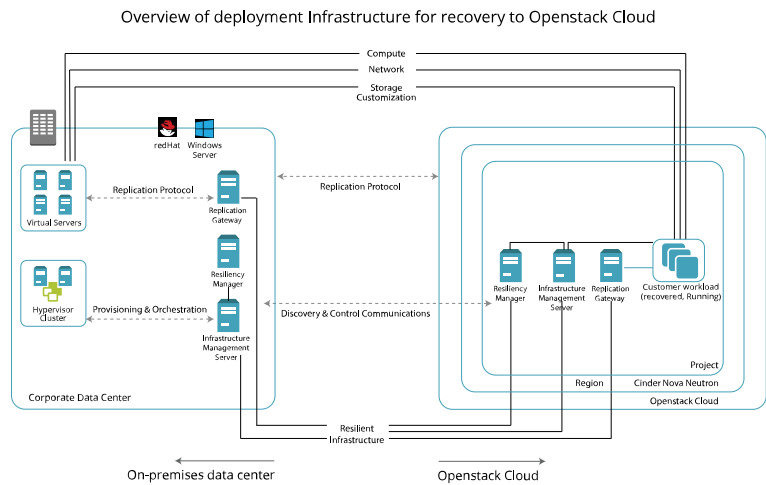 Overview of deployment Infrastructure for recovery to Openstack Cloud
Compute
Network
Storage
Customization
redHat
Windows
Server
Replication Protocol
Virtual Servers
Replication
Gateway
Replication Protocol
Resiliency
Manager
Hypervisor
Cluster
Provisioning & Orchestration
Infrastructure
Management
Server
Discovery & Control Communications
Resiliency
Manager
Infrastructure
Management
Server
Replication
Gateway
Customer workload
(recovered, Running)
Project
Region
Cinder Nova Neutron
Openstack Cloud
Corporate Data Center
Resilient
Infrastructure
On-premises data center
Openstack Cloud